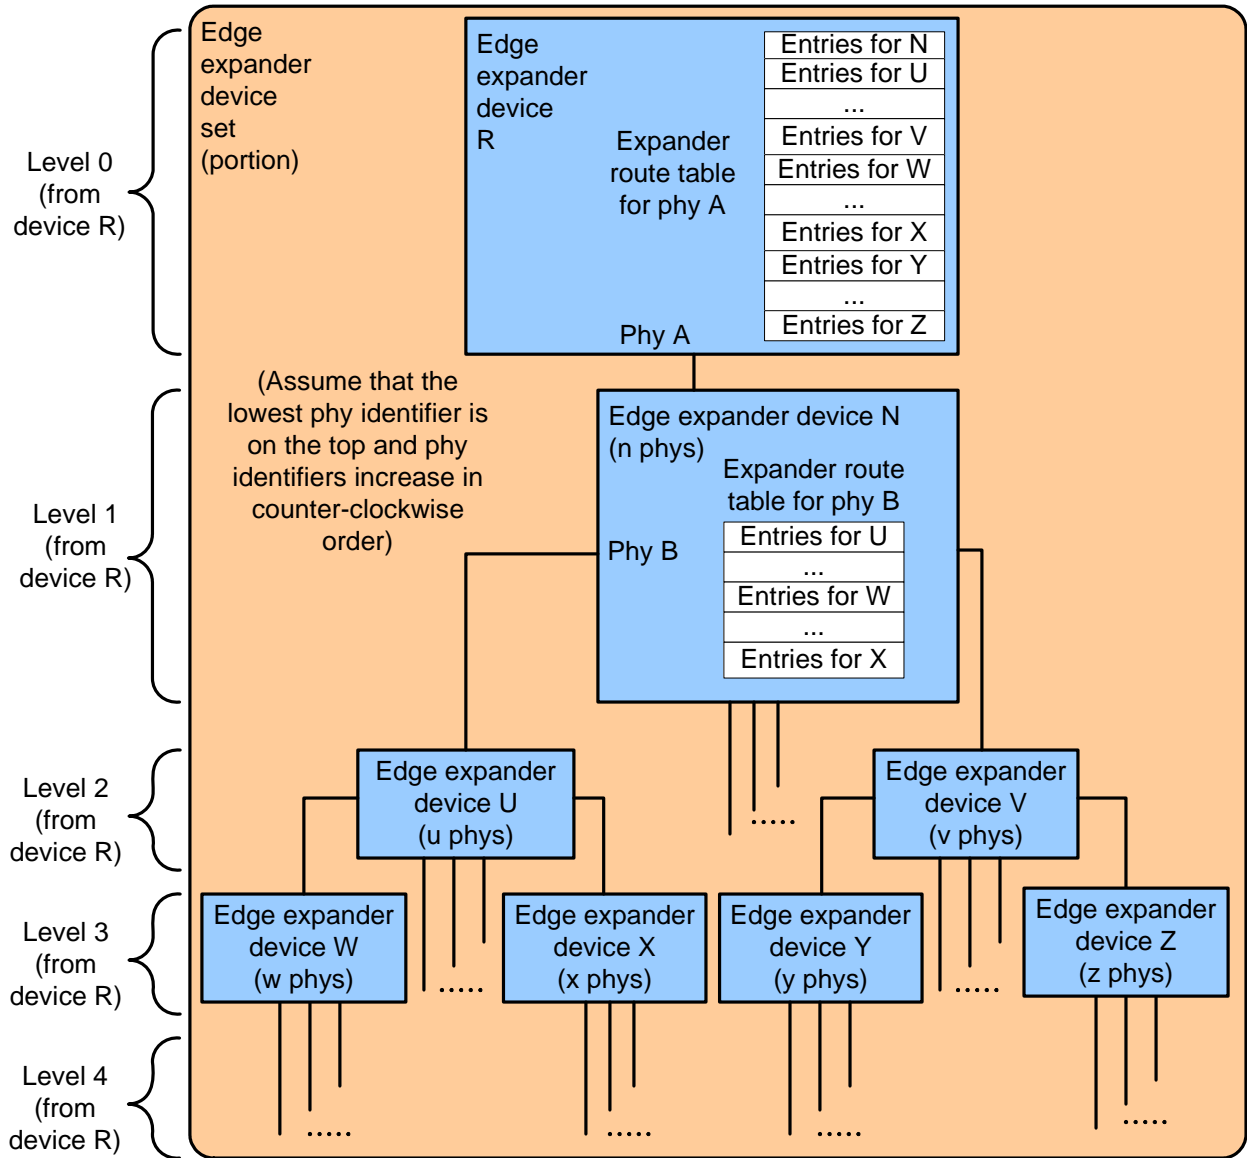 Edge
expander
device
set
(portion)
Edge
expander
device
R
Expander
route table
for phy A
Entries for N
Entries for U
...
Entries for V
Entries for W
...
Entries for X
Entries for Y
...
Entries for Z
Phy A
Level 0
(from
device R)
(Assume that the
lowest phy identifier is
on the top and phy
identifiers increase in
counter-clockwise
order)
Edge expander device N
(n phys)
Expander route
table for phy B
Phy B
Entries for U
...
Entries for W
...
Entries for X
Level 1
(from
device R)
.....
Level 2
(from
device R)
Edge expander
device U
(u phys)
Edge expander
device V
(v phys)
Level 3
(from
device R)
Edge expander
device W
(w phys)
.....
Edge expander
device X
(x phys)
Edge expander
device Y
(y phys)
.....
Edge expander
device Z
(z phys)
Level 4
(from
device R)
.....
.....
.....
.....